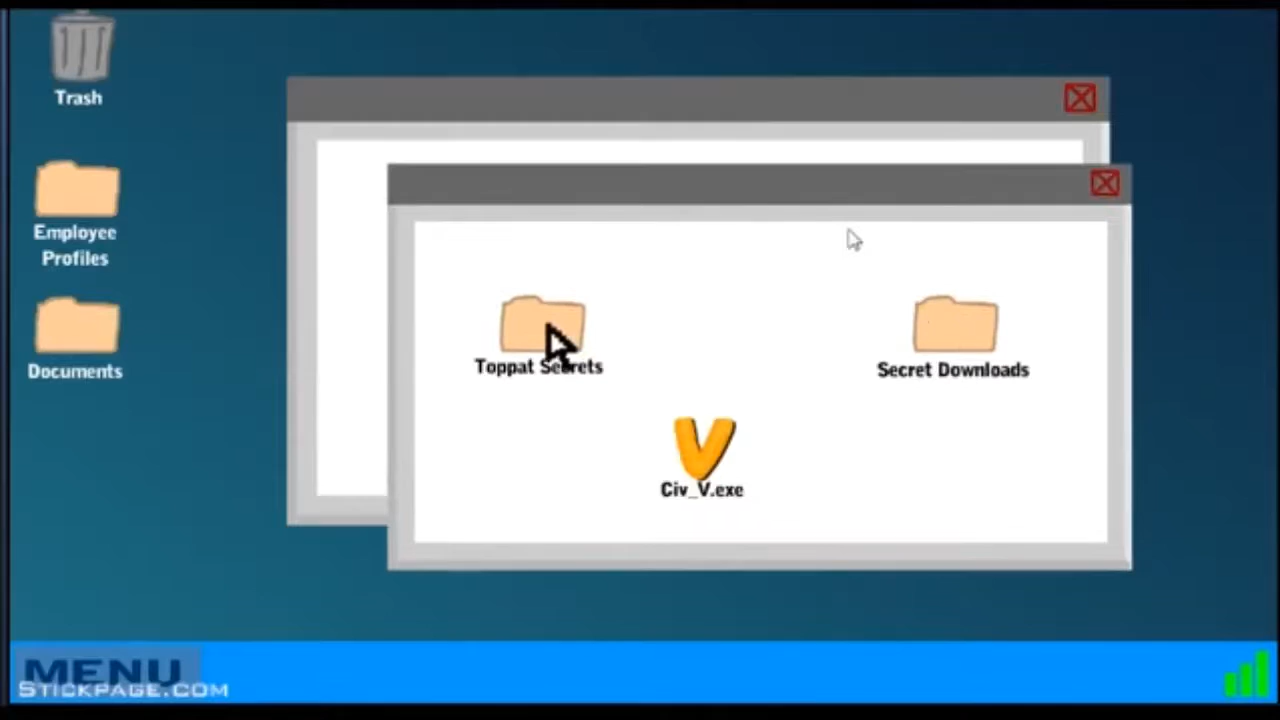 Trash
Employee
Profiles
Documents
Toppat Secrets
Secret Downloads
V
Civ_V.exe
MENU
STICKPAGE.COM